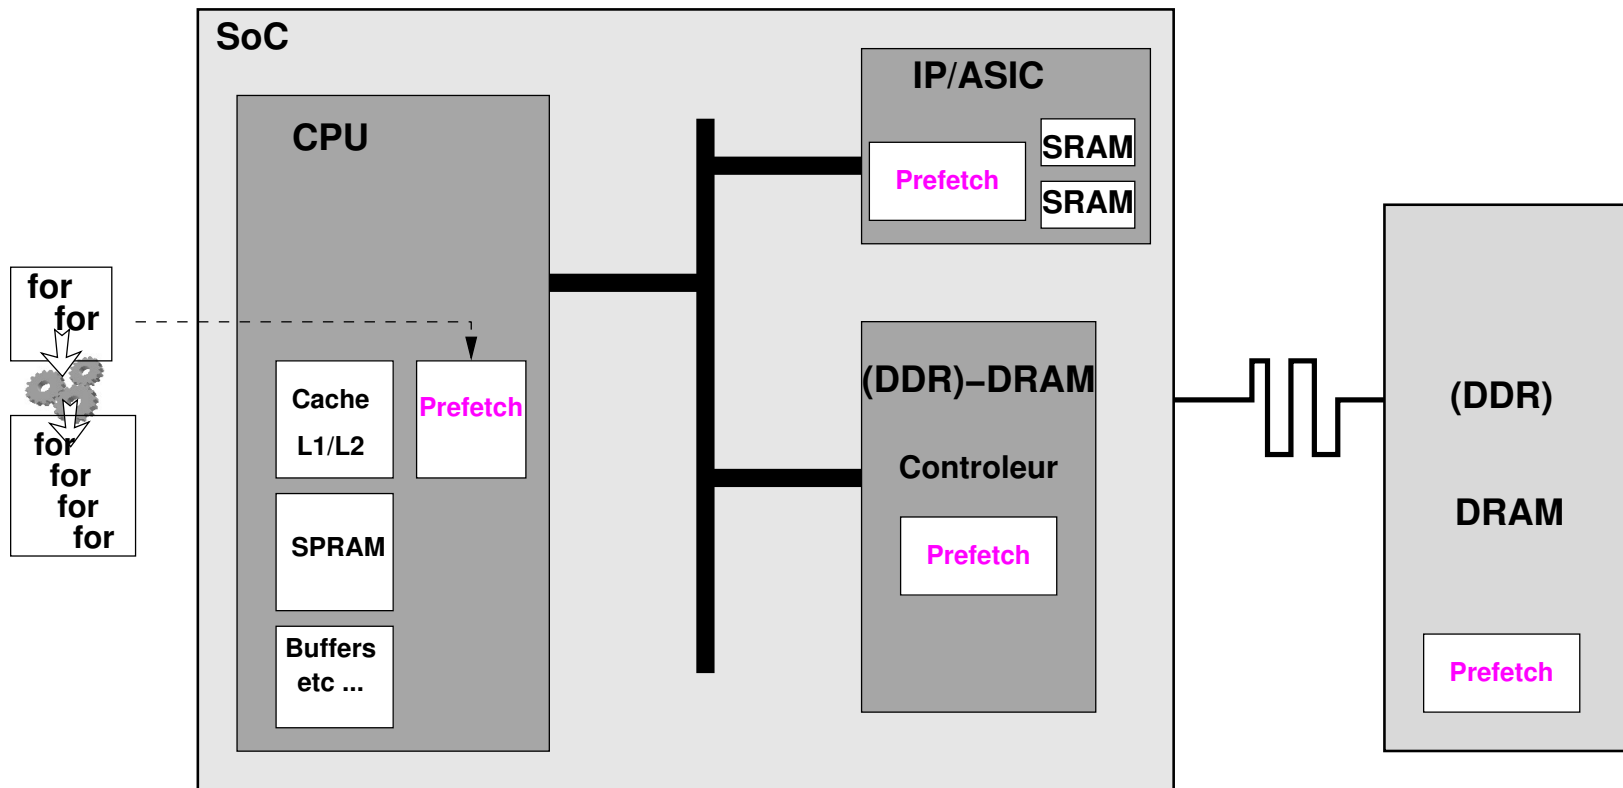 SoC
for
for
for
for
for
for
CPU
Cache
L1/L2
Prefetch
SPRAM
Buffers
etc ...
IP/ASIC
Prefetch
SRAM
SRAM
(DDR)–DRAM
Controleur
Prefetch
(DDR)
DRAM
Prefetch